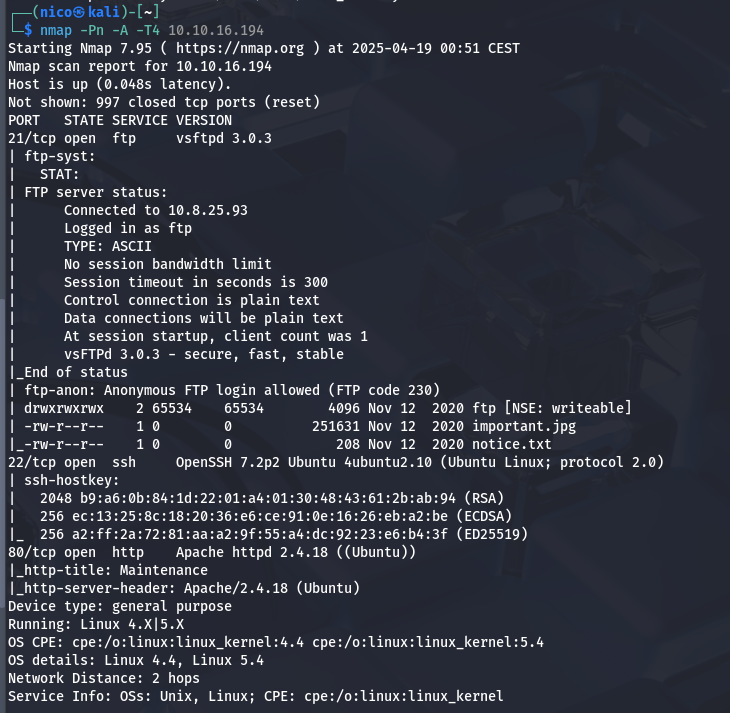 ┌──(nico㉿kali)-[~]
└─$ nmap -Pn -A -T4 10.10.16.194
Starting Nmap 7.95 ( https://nmap.org ) at 2025-04-19 00:51 CEST
Nmap scan report for 10.10.16.194
Host is up (0.048s latency).
Not shown: 997 closed tcp ports (reset)
PORT   STATE SERVICE VERSION
21/tcp open  ftp     vsftpd 3.0.3
| ftp-syst:
|   STAT:
| FTP server status:
|      Connected to 10.8.25.93
|      Logged in as ftp
|      TYPE: ASCII
|      No session bandwidth limit
|      Session timeout in seconds is 300
|      Control connection is plain text
|      Data connections will be plain text
|      At session startup, client count was 1
|      vsFTPd 3.0.3 - secure, fast, stable
|_End of status
| ftp-anon: Anonymous FTP login allowed (FTP code 230)
| drwxrwxrwx    2 65534    65534        4096 Nov 12  2020 ftp [NSE: writeable]
| -rw-r--r--    1 0        0          251631 Nov 12  2020 important.jpg
|_-rw-r--r--    1 0        0             208 Nov 12  2020 notice.txt
22/tcp open  ssh     OpenSSH 7.2p2 Ubuntu 4ubuntu2.10 (Ubuntu Linux; protocol 2.0)
| ssh-hostkey:
|   2048 b9:a6:0b:84:1d:22:01:a4:01:30:48:43:61:2b:ab:94 (RSA)
|   256 ec:13:25:8c:18:20:36:e6:ce:91:0e:16:26:eb:a2:be (ECDSA)
|_  256 a2:ff:2a:72:81:aa:a2:9f:55:a4:dc:92:23:e6:b4:3f (ED25519)
80/tcp open  http    Apache httpd 2.4.18 ((Ubuntu))
|_http-title: Maintenance
|_http-server-header: Apache/2.4.18 (Ubuntu)
Device type: general purpose
Running: Linux 4.X|5.X
OS CPE: cpe:/o:linux:linux_kernel:4.4 cpe:/o:linux:linux_kernel:5.4
OS details: Linux 4.4, Linux 5.4
Network Distance: 2 hops
Service Info: OSs: Unix, Linux; CPE: cpe:/o:linux:linux_kernel